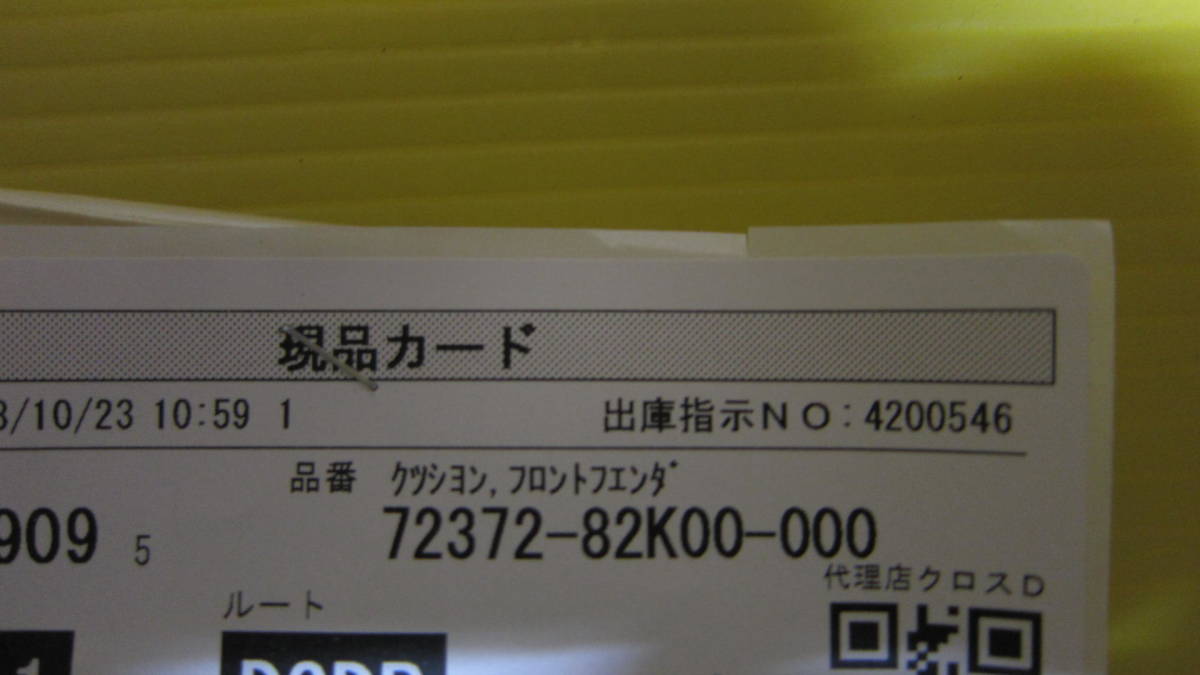 現品カード
3/10/23 10:59 1 出庫指示NO:4200546
品番 クツシヨン,フロントフエンダ
909 5 72372-82K00-000
代理店クロスD
ルート
1